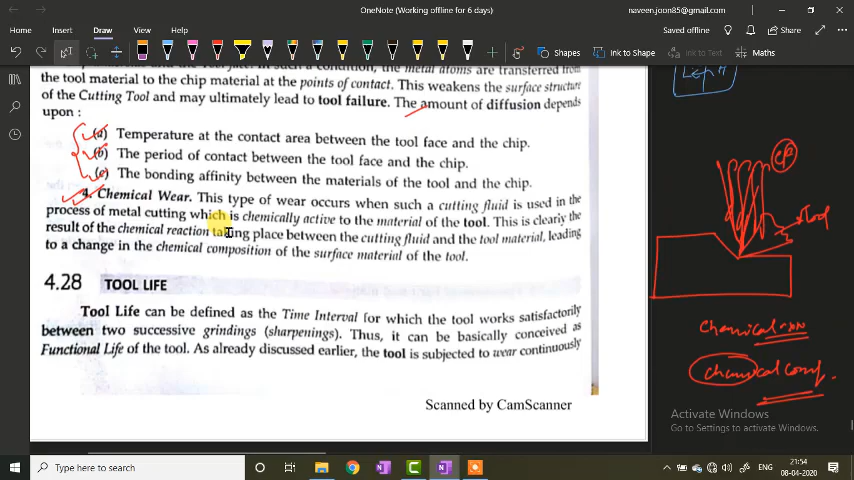 OneNote (Working offline for 6 days)
naveen.joon85@gmail.com
Home
Insert
Draw
View
History
Help
Saved offline
Share
Shapes
Ink to Shape
Ink to Text
Maths
the tool material to the chip material at the points of contact. This weakens the surface structure
of the Cutting Tool and may ultimately lead to tool failure. The amount of diffusion depends
upon :
(a) Temperature at the contact area between the tool face and the chip.
(b) The period of contact between the tool face and the chip.
(c) The bonding affinity between the materials of the tool and the chip.
4. Chemical Wear. This type of wear occurs when such a cutting fluid is used in the
process of metal cutting which is chemically active to the material of the tool. This is clearly the
result of the chemical reaction taking place between the cutting fluid and the tool material, leading
to a change in the chemical composition of the surface material of the tool.
4.28 TOOL LIFE
Tool Life can be defined as the Time Interval for which the tool works satisfactorily
between two successive grindings (sharpenings). Thus, it can be basically conceived as
Functional Life of the tool. As already discussed earlier, the tool is subjected to wear continuously
Scanned by CamScanner
Tool
chemical
chemical comp.
Activate Windows
Go to Settings to activate Windows.
Type here to search
ENG
21:54
08-04-2020